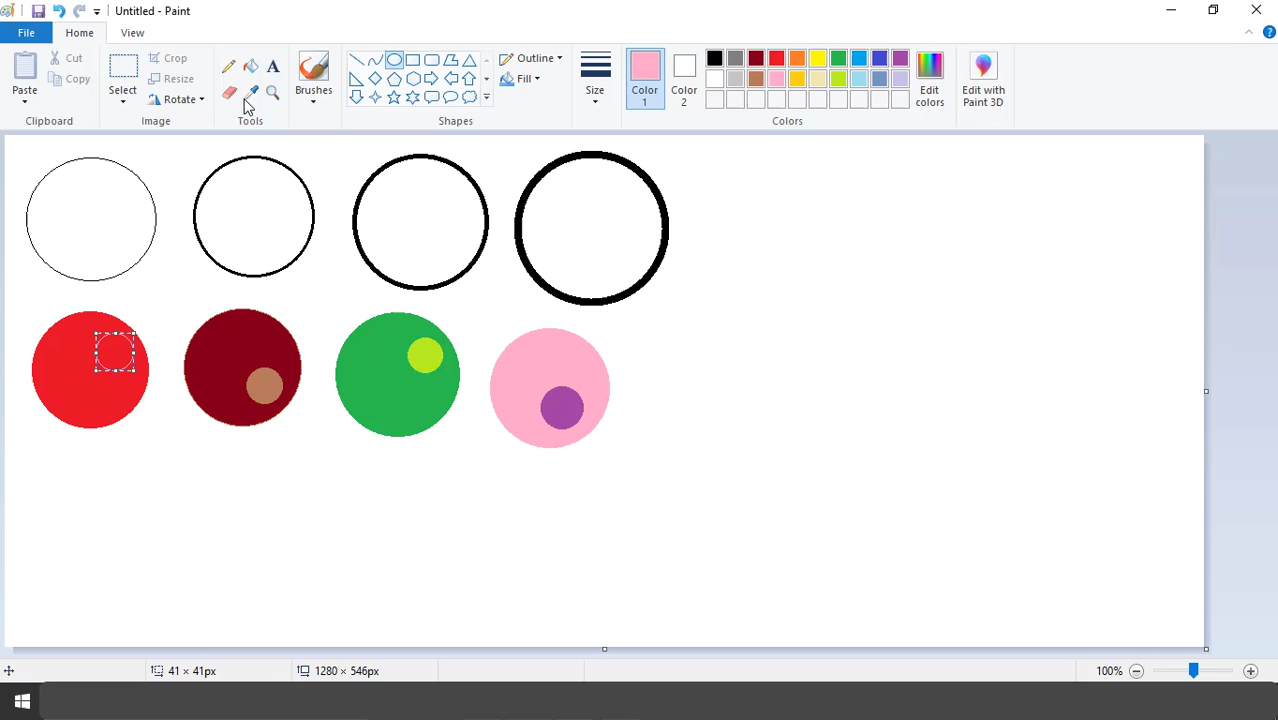 Untitled - Paint
File Home View
Paste
Cut
Copy
Clipboard
Select
Crop
Resize
Rotate
Image
A
Tools
Brushes
Outline
Fill
Shapes
Size
Color 1
Color 2
Edit colors
Colors
Edit with Paint 3D
41 × 41px
1280 × 546px
100%